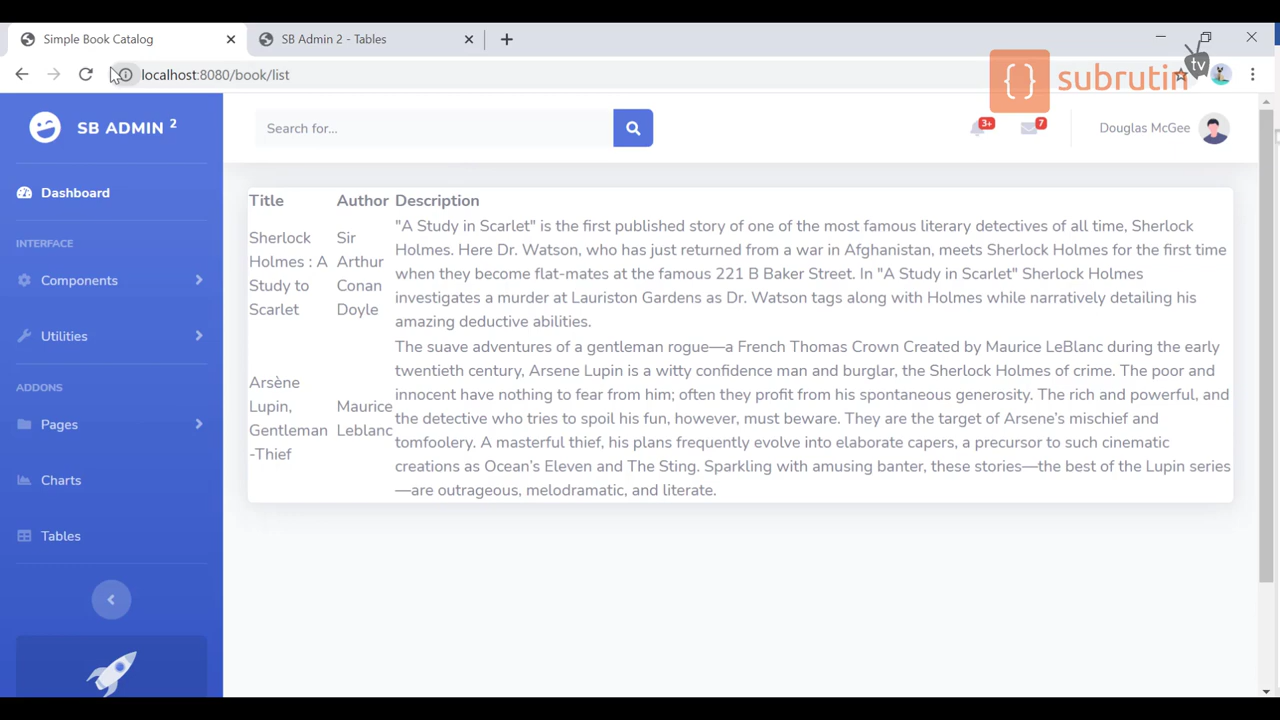 Simple Book Catalog
SB Admin 2 - Tables
localhost:8080/book/list
{ } subrutin tv
SB ADMIN 2
Search for...
3+
7
Douglas McGee
Dashboard
INTERFACE
Components
Utilities
ADDONS
Pages
Charts
Tables
Title Author Description
Sherlock
Holmes : A
Study to
Scarlet
Sir
Arthur
Conan
Doyle
"A Study in Scarlet" is the first published story of one of the most famous literary detectives of all time, Sherlock
Holmes. Here Dr. Watson, who has just returned from a war in Afghanistan, meets Sherlock Holmes for the first time
when they become flat-mates at the famous 221 B Baker Street. In "A Study in Scarlet" Sherlock Holmes
investigates a murder at Lauriston Gardens as Dr. Watson tags along with Holmes while narratively detailing his
amazing deductive abilities.
Arsène
Lupin,
Gentleman
-Thief
Maurice
Leblanc
The suave adventures of a gentleman rogue—a French Thomas Crown Created by Maurice LeBlanc during the early
twentieth century, Arsene Lupin is a witty confidence man and burglar, the Sherlock Holmes of crime. The poor and
innocent have nothing to fear from him; often they profit from his spontaneous generosity. The rich and powerful, and
the detective who tries to spoil his fun, however, must beware. They are the target of Arsene’s mischief and
tomfoolery. A masterful thief, his plans frequently evolve into elaborate capers, a precursor to such cinematic
creations as Ocean’s Eleven and The Sting. Sparkling with amusing banter, these stories—the best of the Lupin series
—are outrageous, melodramatic, and literate.